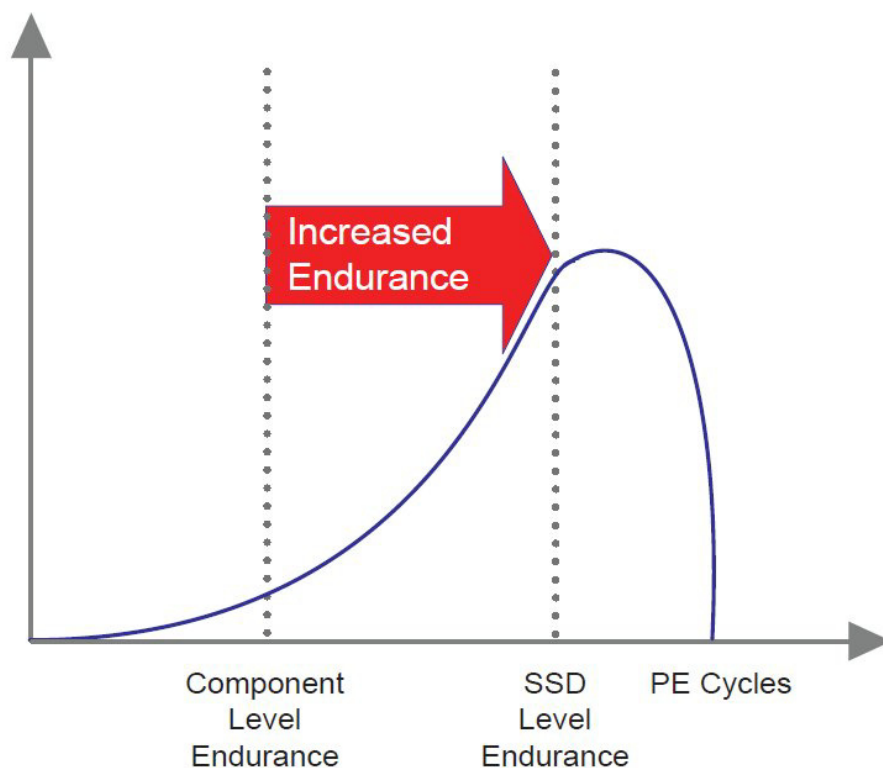 Increased
Endurance
Component
Level
Endurance
SSD
Level
Endurance
PE Cycles